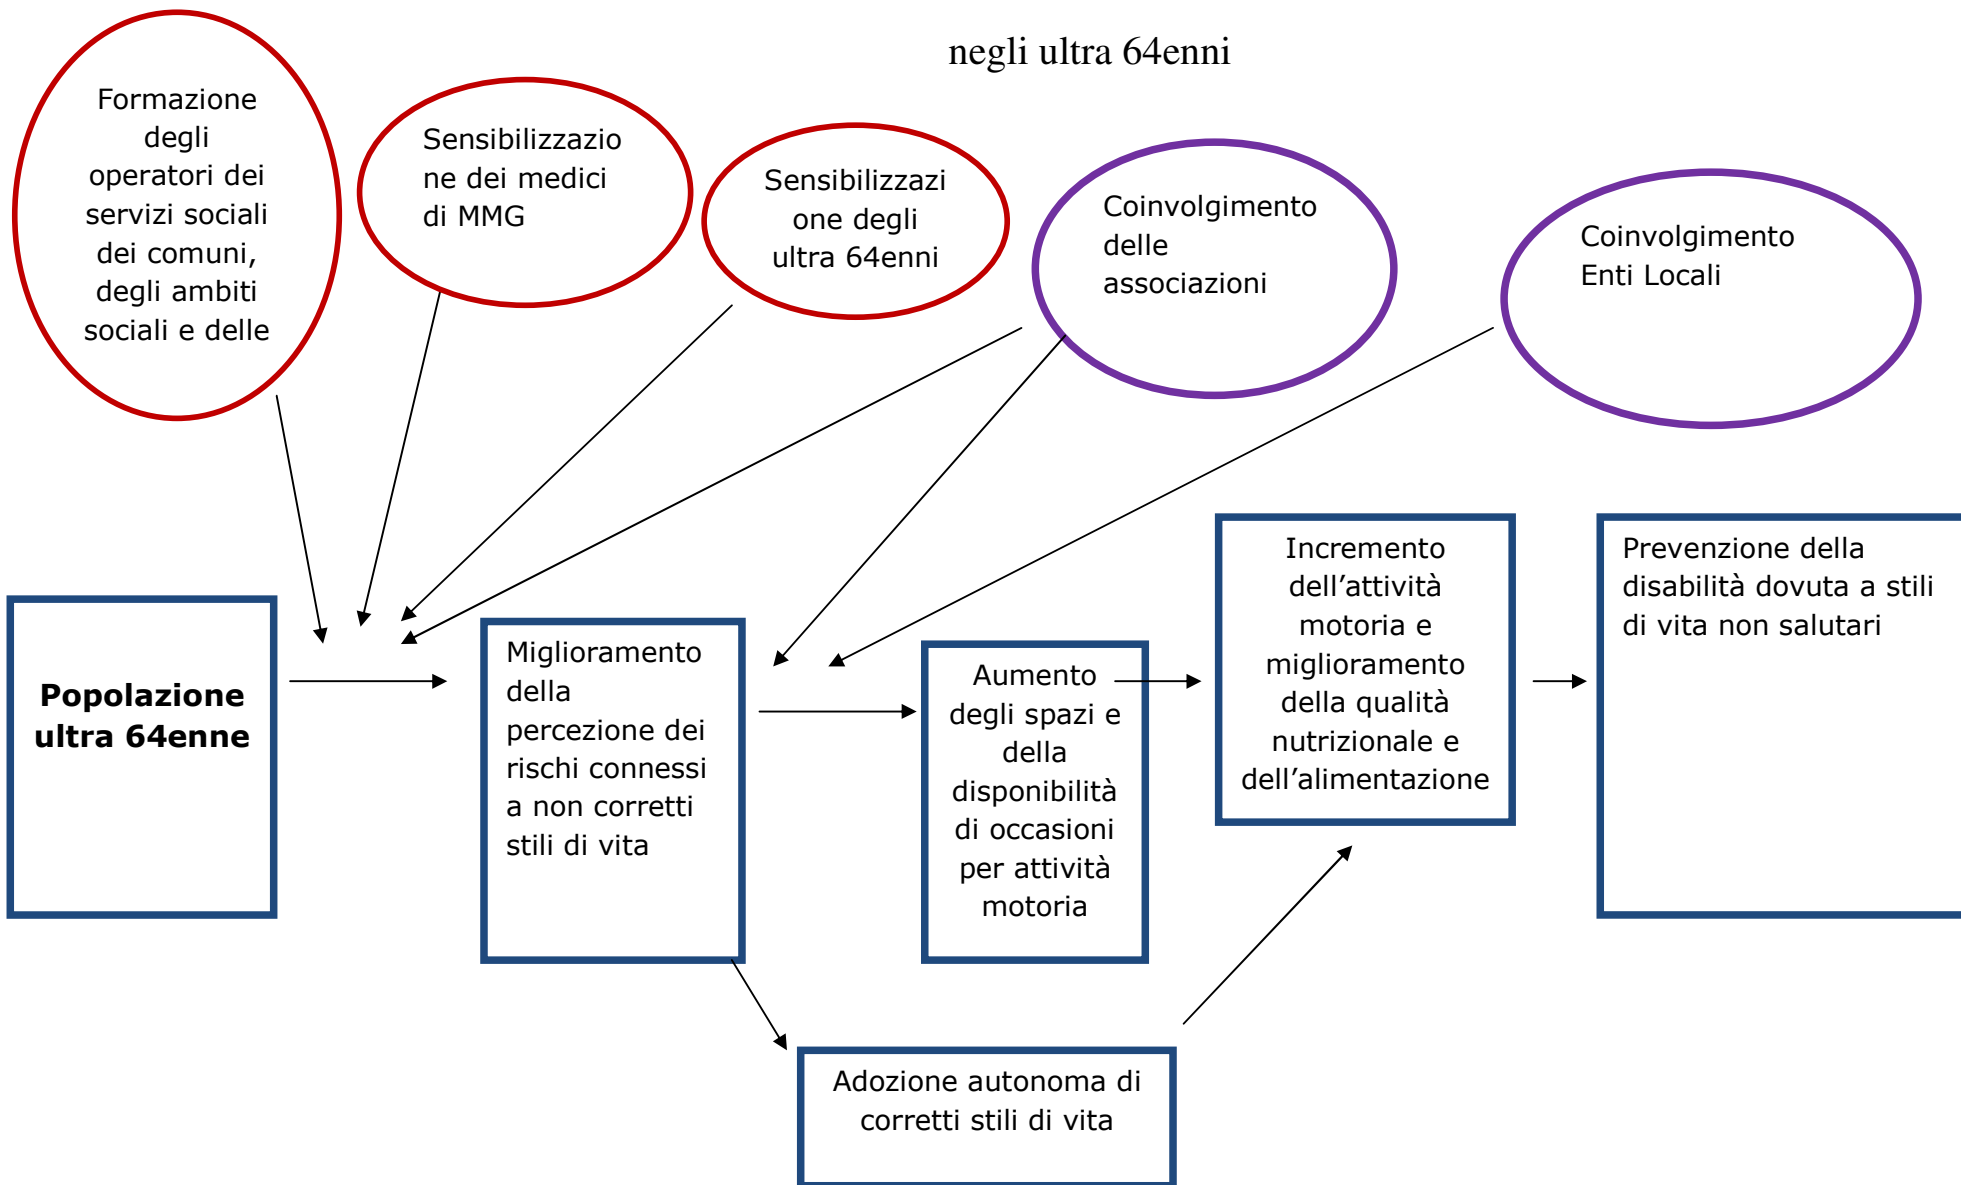 negli ultra 64enni
Formazione
degli
operatori dei
servizi sociali
dei comuni,
degli ambiti
sociali e delle
Sensibilizzazio
ne dei medici
di MMG
Sensibilizzazi
one degli
ultra 64enni
Coinvolgimento
delle
associazioni
Coinvolgimento
Enti Locali
Popolazione
ultra 64enne
Miglioramento
della
percezione dei
rischi connessi
a non corretti
stili di vita
Aumento
degli spazi e
della
disponibilità
di occasioni
per attività
motoria
Incremento
dell’attività
motoria e
miglioramento
della qualità
nutrizionale e
dell’alimentazione
Prevenzione della
disabilità dovuta a stili
di vita non salutari
Adozione autonoma di
corretti stili di vita